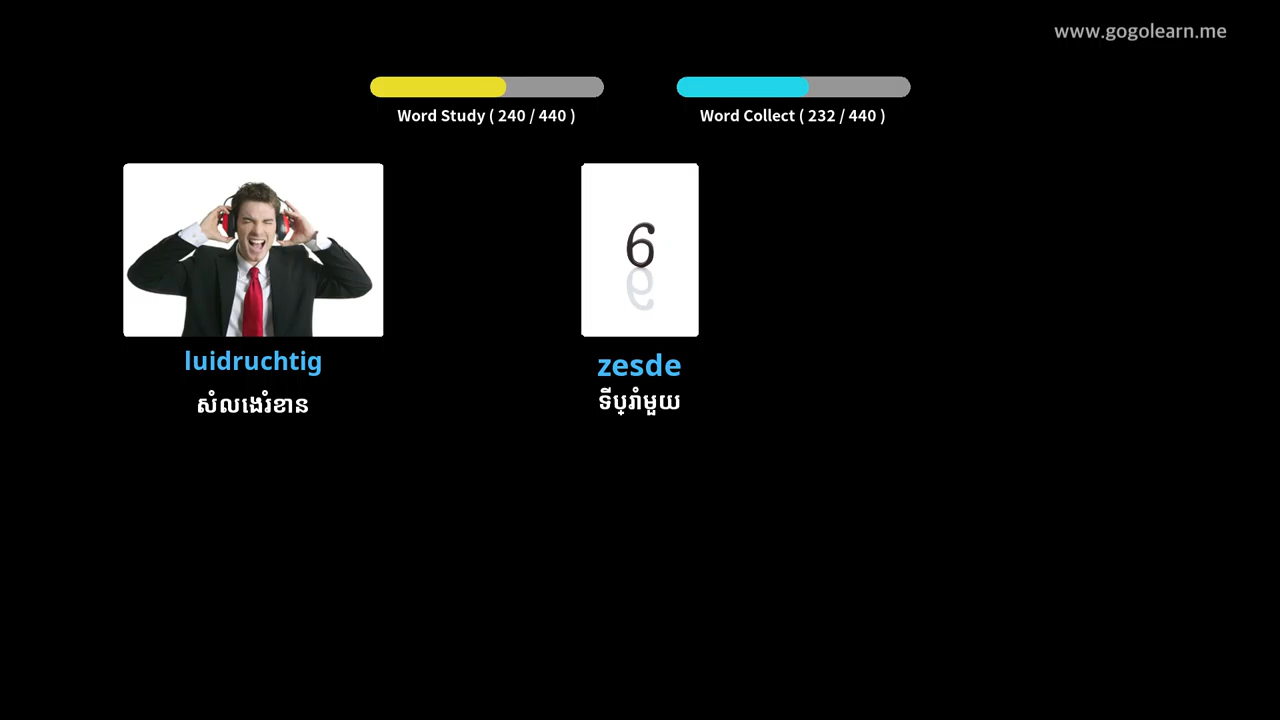 www.gogolearn.me
Word Study ( 240 / 440 )
Word Collect ( 232 / 440 )
6
luidruchtig
zesde
សំលេងរំខាន
ទីប្រាំមួយ